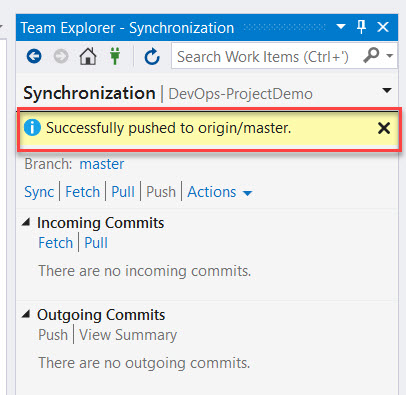 Team Explorer - Synchronization
Search Work Items (Ctrl+')
Synchronization | DevOps-ProjectDemo
Successfully pushed to origin/master.
Branch: master
Sync | Fetch | Pull | Push | Actions
Incoming Commits
Fetch | Pull
There are no incoming commits.
Outgoing Commits
Push | View Summary
There are no outgoing commits.